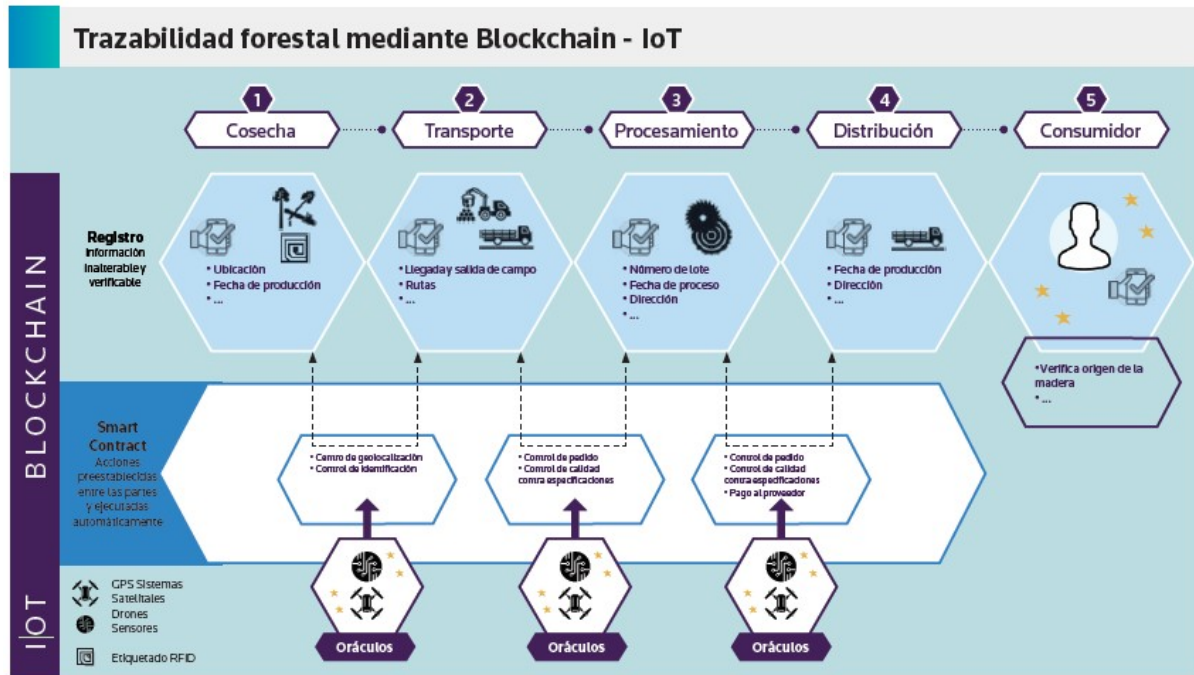 Trazabilidad forestal mediante Blockchain - IoT
1
Cosecha
2
Transporte
3
Procesamiento
4
Distribución
5
Consumidor
BLOCKCHAIN
Registro
Información
inalterable y
verificable
• Ubicación
• Fecha de producción
• ...
• Llegada y salida de campo
• Rutas
• ...
• Número de lote
• Fecha de proceso
• Dirección
• ...
• Fecha de producción
• Dirección
• ...
• Verifica origen de la
madera
• ...
Smart
Contract
Acciones
preestablecidas
entre las partes
y ejecutadas
automáticamente
• Cerco de geolocalización
• Control de identificación
• Control de pedido
• Control de calidad
contra especificaciones
• Control de pedido
• Control de calidad
contra especificaciones
• Pago al proveedor
IOT
GPS Sistemas
Satelitales
Drones
Sensores
Etiquetado RFID
Oráculos
Oráculos
Oráculos